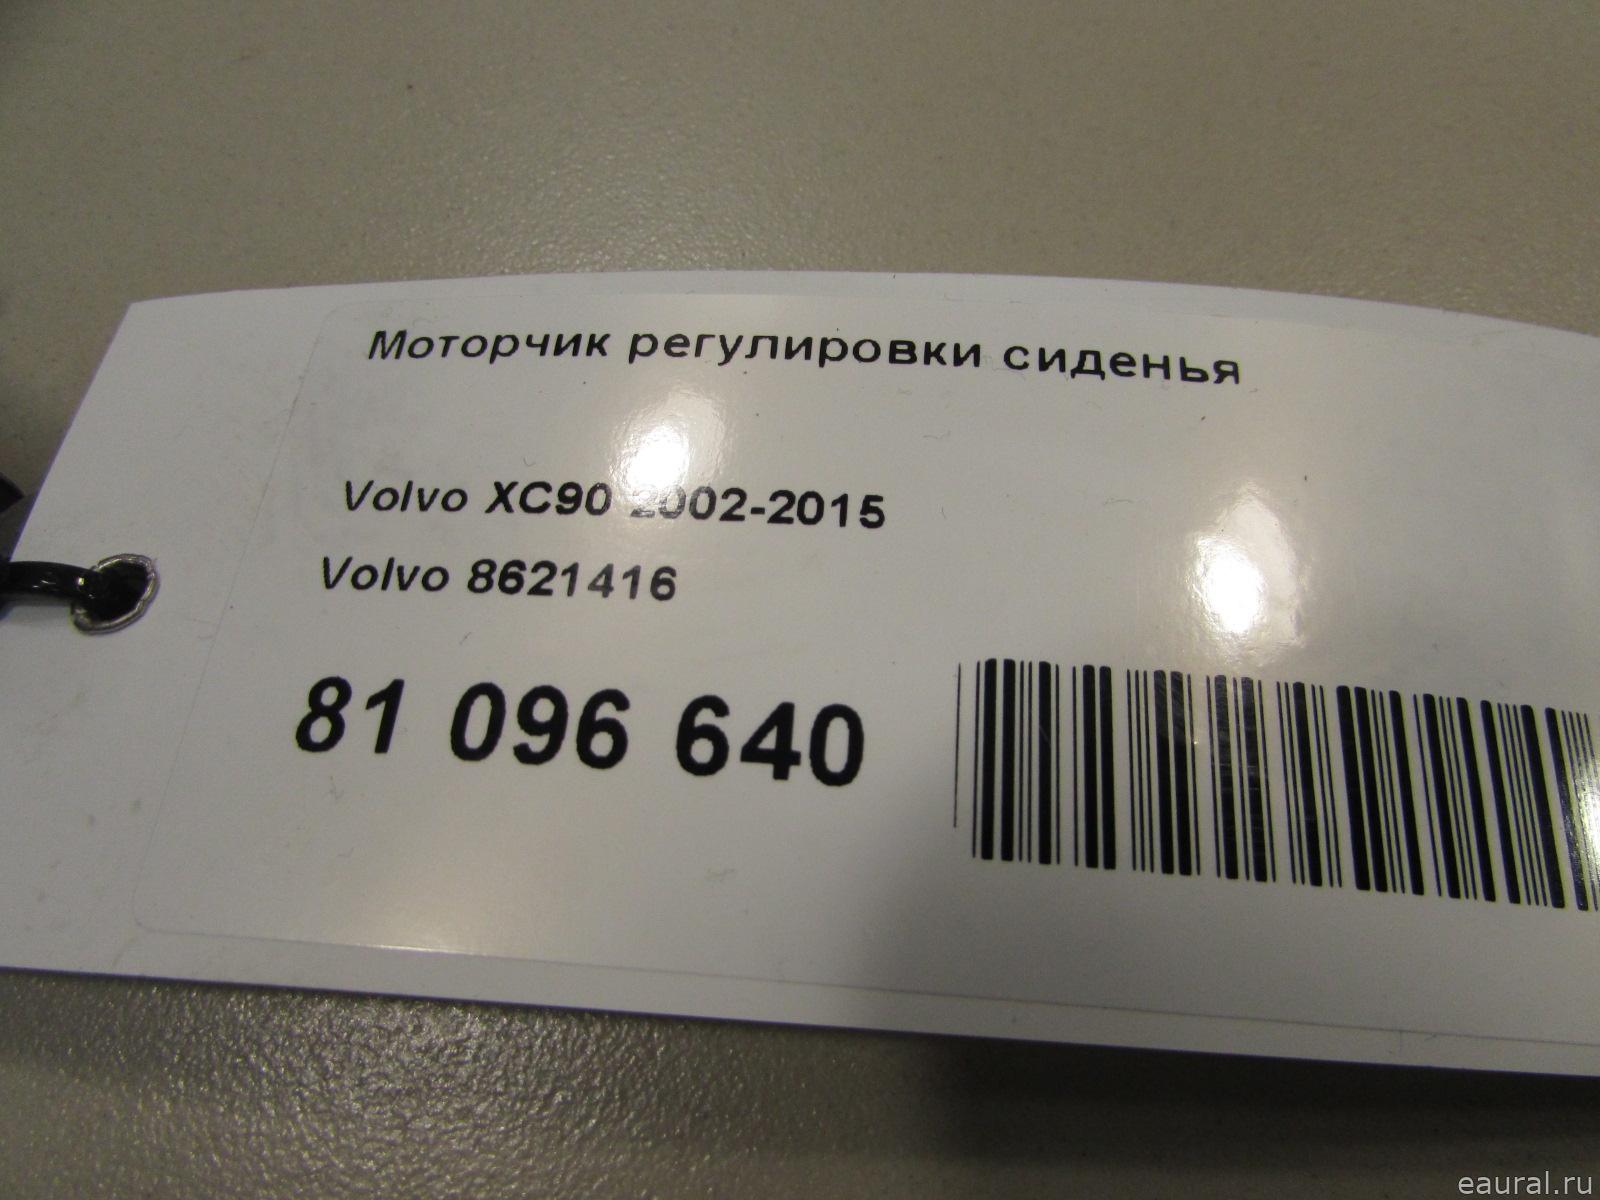 Моторчик регулировки сиденья
Volvo XC90 2002-2015
Volvo 8621416
81 096 640
eaural.ru